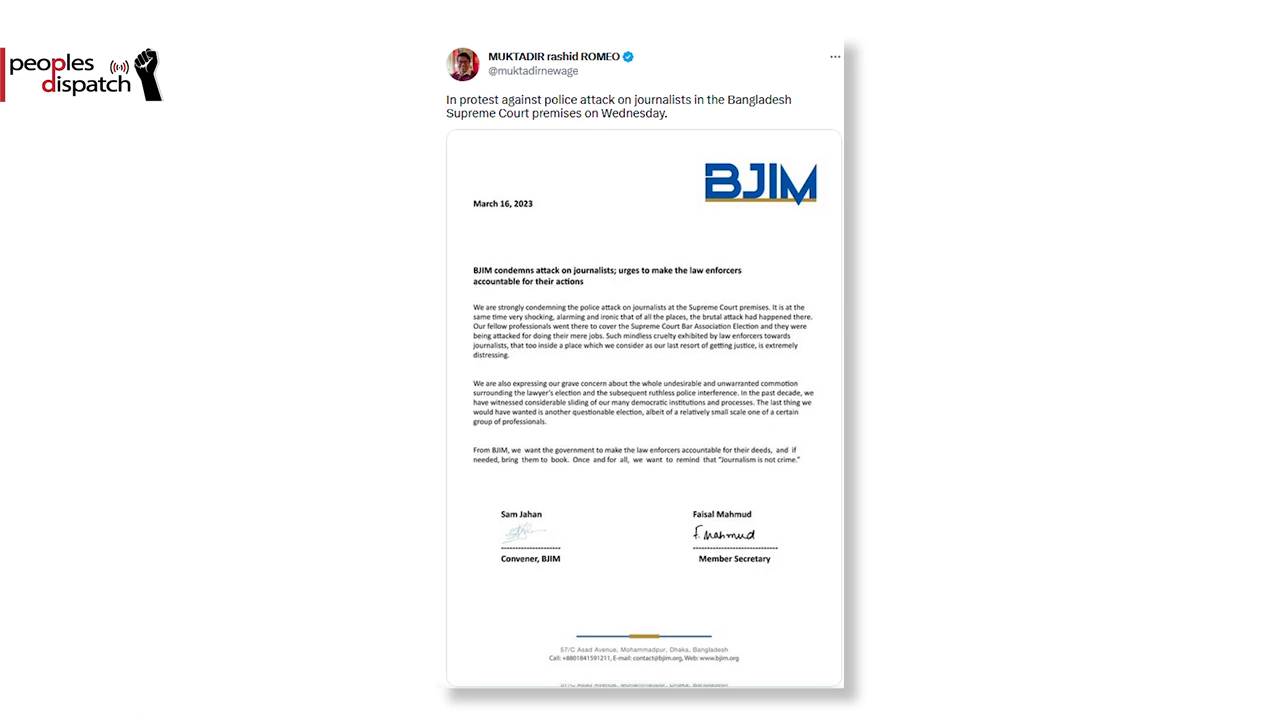 peoples
dispatch
MUKTADIR rashid ROMEO
@muktadirnewage
In protest against police attack on journalists in the Bangladesh
Supreme Court premises on Wednesday.
BJIM
March 16, 2023
BJIM condemns attack on journalists; urges to make the law enforcers
accountable for their actions
We are strongly condemning the police attack on journalists at the Supreme Court premises. It is at the
same time very shocking, alarming and ironic that of all the places, the brutal attack had happened there.
Our fellow professionals went there to cover the Supreme Court Bar Association Election and they were
being attacked for doing their mere jobs. Such mindless cruelty exhibited by law enforcers towards
journalists, that too inside a place which we consider as our last resort of getting justice, is extremely
distressing.
We are also expressing our grave concern about the whole undesirable and unwarranted commotion
surrounding the lawyer's election and the subsequent ruthless police interference. In the past decade, we
have witnessed considerable sliding of our many democratic institutions and processes. The last thing we
would have wanted is another questionable election, albeit of a relatively small scale one of a certain
group of professionals.
From BJIM, we want the government to make the law enforcers accountable for their deeds, and if
needed, bring them to book. Once and for all, we want to remind that "Journalism is not crime."
Sam Jahan
Faisal Mahmud
F. Mahmud
Convener, BJIM
Member Secretary
57/C Asad Avenue, Mohammadpur, Dhaka, Bangladesh
Call: +8801841591211, E-mail: contact@bjim.org, Web: www.bjim.org